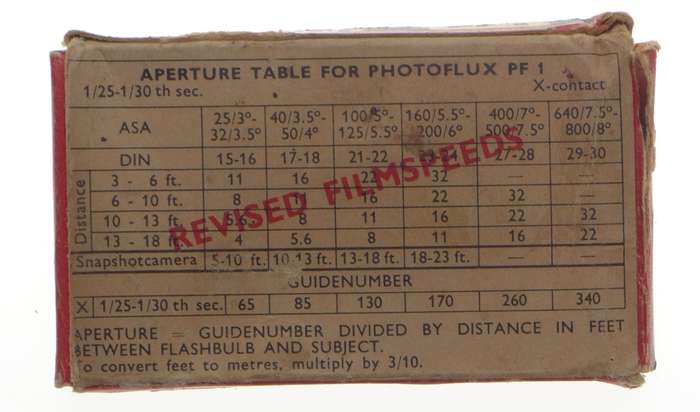 APERTURE TABLE FOR PHOTOFLUX PF 1
1/25-1/30 th sec. X-contact
ASA 25/3°- 32/3.5° 40/3.5°- 50/4° 100/5°- 125/5.5° 160/5.5°- 200/6° 400/7°- 500/7.5° 640/7.5°- 800/8°
DIN 15-16 17-18 21-22 27-28 29-30
Distance
3 - 6 ft. 11 16 22 32 — —
6 - 10 ft. 8 11 16 22 32 —
10 - 13 ft. 5.6 8 11 16 22 32
13 - 18 ft. 4 5.6 8 11 16 22
Snapshotcamera 5-10 ft. 10-13 ft. 13-18 ft. 18-23 ft. — —
REVISED FILMSPEEDS
GUIDENUMBER
X 1/25-1/30 th sec. 65 85 130 170 260 340
APERTURE = GUIDENUMBER DIVIDED BY DISTANCE IN FEET
BETWEEN FLASHBULB AND SUBJECT.
To convert feet to metres, multiply by 3/10.